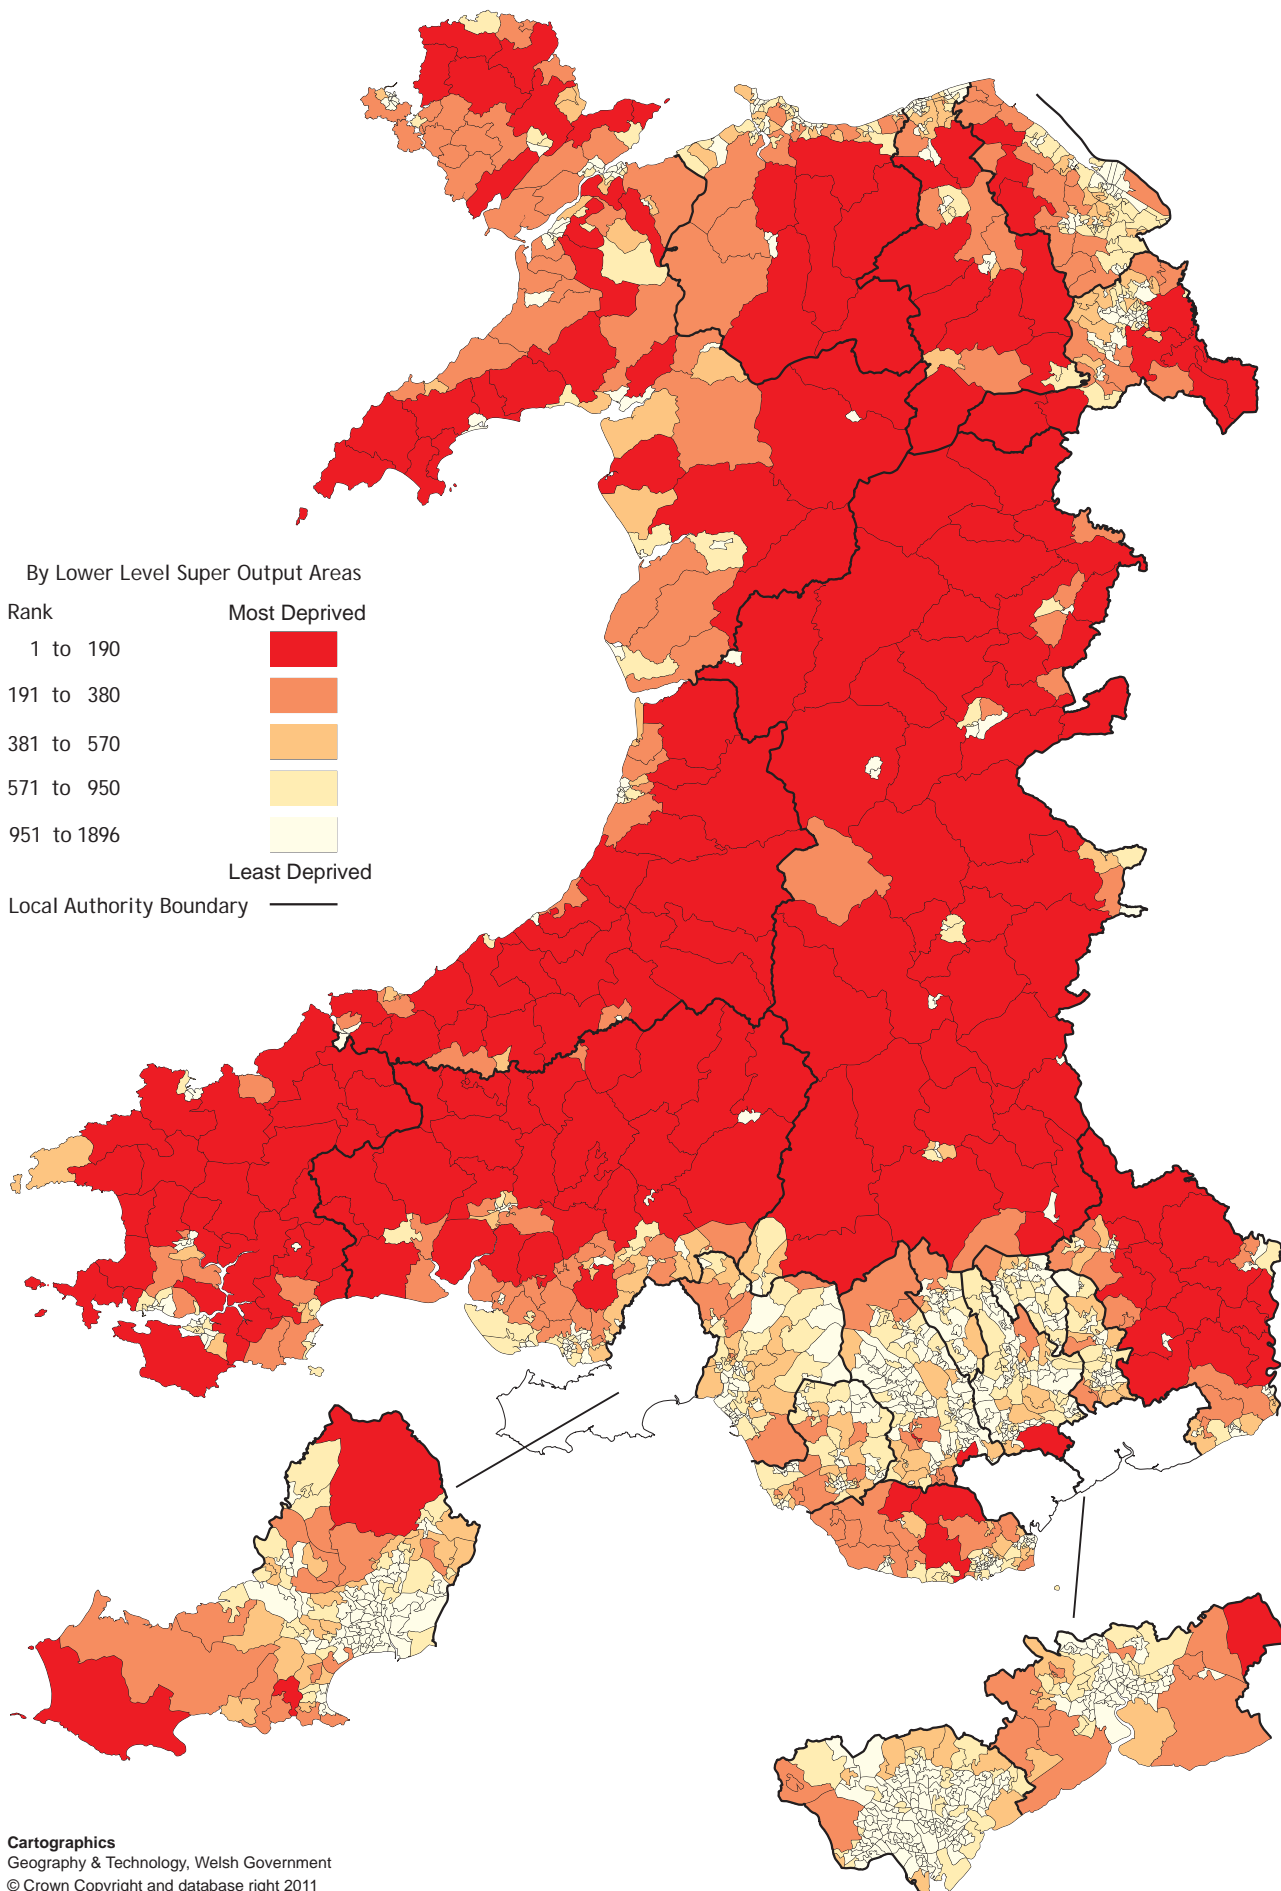 By Lower Level Super Output Areas
Rank Most Deprived
1 to 190
191 to 380
381 to 570
571 to 950
951 to 1896
Least Deprived
Local Authority Boundary
Cartographics
Geography & Technology, Welsh Government
© Crown Copyright and database right 2011